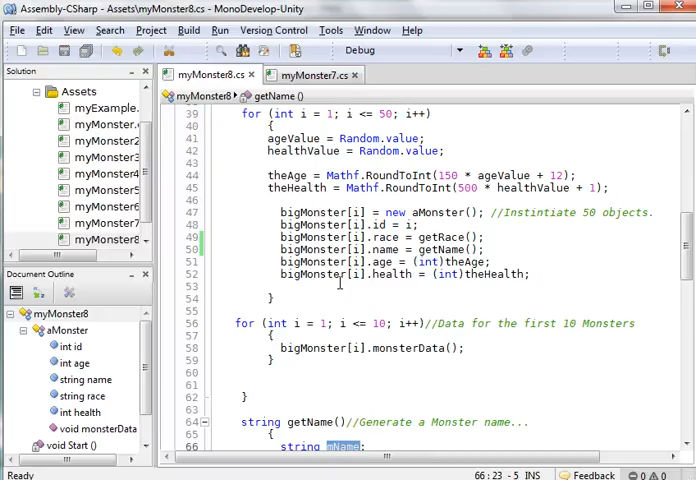 Assembly-CSharp - Assets\myMonster8.cs - MonoDevelop-Unity
File Edit View Search Project Build Run Version Control Tools Window Help
Debug
Solution
Assets
myExample.
myMonster.
myMonster2
myMonster3
myMonster4
myMonster5
myMonster6
myMonster7
myMonster8
Document Outline
myMonster8
aMonster
int id
int age
string name
string race
int health
void monsterData
void Start ()
myMonster8.cs myMonster7.cs
myMonster8 getName ()
39 for (int i = 1; i <= 50; i++)
40 {
41 ageValue = Random.value;
42 healthValue = Random.value;
43
44 theAge = Mathf.RoundToInt(150 * ageValue + 12);
45 theHealth = Mathf.RoundToInt(500 * healthValue + 1);
46
47 bigMonster[i] = new aMonster(); //Instintiate 50 objects.
48 bigMonster[i].id = i;
49 bigMonster[i].race = getRace();
50 bigMonster[i].name = getName();
51 bigMonster[i].age = (int)theAge;
52 bigMonster[i].health = (int)theHealth;
53
54 }
55
56 for (int i = 1; i <= 10; i++)//Data for the first 10 Monsters
57 {
58 bigMonster[i].monsterData();
59 }
60
61
62 }
63
64 string getName()//Generate a Monster name...
65 {
66 string mName;
Ready
66 : 23 - 5 INS Feedback 0 0